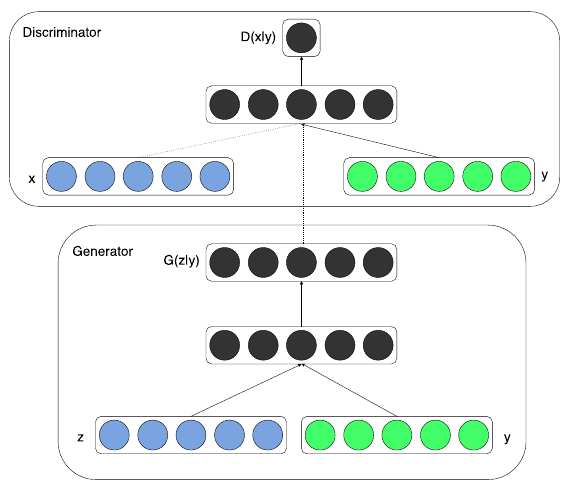 Discriminator
D(x|y)
x
y
Generator
G(z|y)
z
y